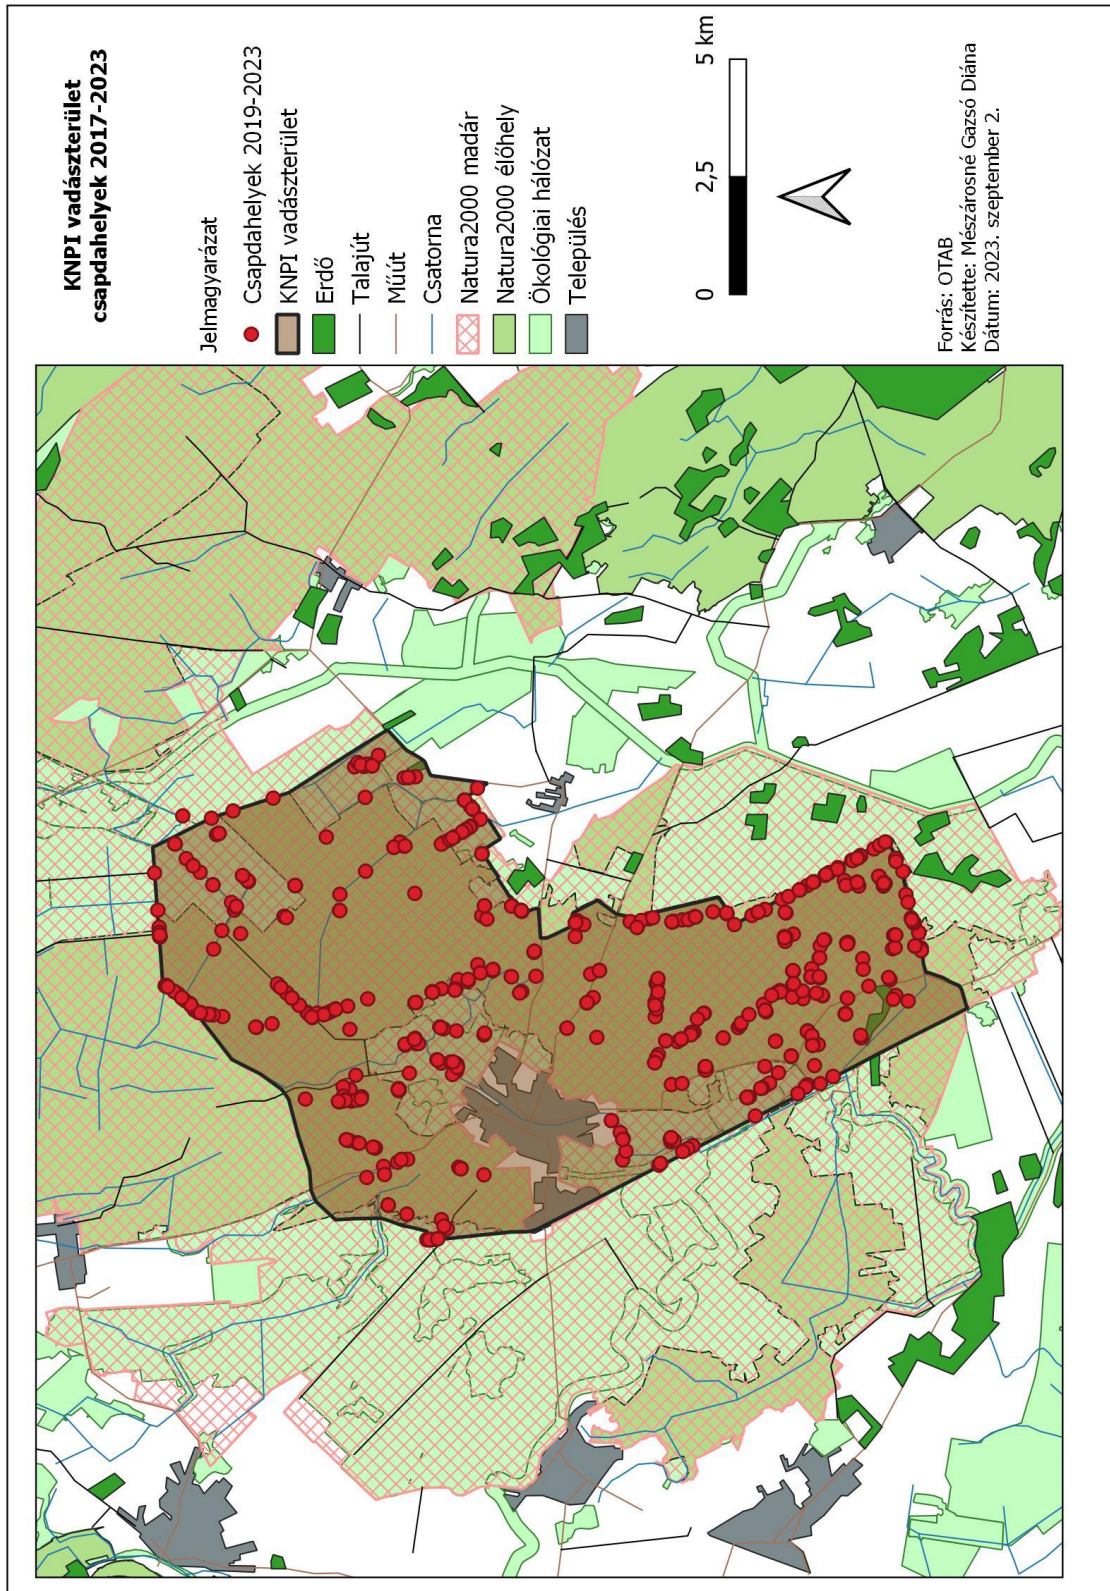 KNPI vadászterület
csapdahelyek 2017-2023
Jelmagyarázat
Csapdahelyek 2019-2023
KNPI vadászterület
Erdő
Talajút
Műút
Csatorna
Natura2000 madár
Natura2000 élőhely
Ökológiai hálózat
Település
0 2,5 5 km
Forrás: OTAB
Készítette: Mészárosné Gazsó Diána
Dátum: 2023. szeptember 2.